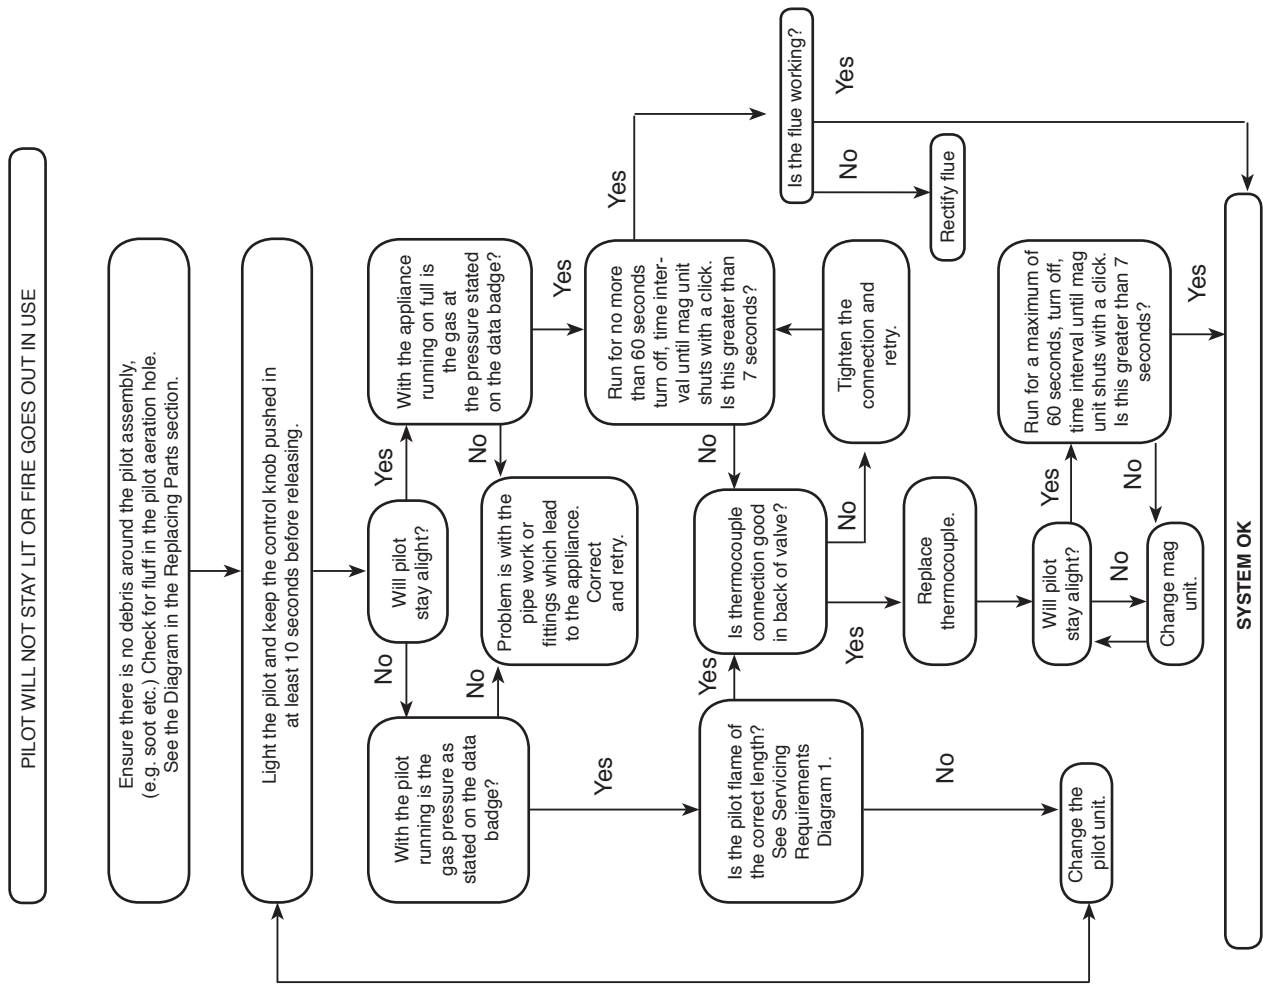 PILOT WILL NOT STAY LIT OR FIRE GOES OUT IN USE
Ensure there is no debris around the pilot assembly,
(e.g. soot etc.) Check for fluff in the pilot aeration hole.
See the Diagram in the Replacing Parts section.
Light the pilot and keep the control knob pushed in
at least 10 seconds before releasing.
Will pilot
stay alight?
No
Yes
With the pilot
running is the
gas pressure as
stated on the data
badge?
With the appliance
running on full is
the gas at
the pressure stated
on the data badge?
No
No
Problem is with the
pipe work or
fittings which lead
to the appliance.
Correct
and retry.
Yes
Yes
Is the pilot flame of
the correct length?
See Servicing
Requirements
Diagram 1.
Yes
Is thermocouple
connection good
in back of valve?
No
Run for no more
than 60 seconds
turn off, time inter-
val until mag unit
shuts with a click.
Is this greater than
7 seconds?
Yes
Is the flue working?
Yes
No
Rectify flue
Yes
No
Tighten the
connection and
retry.
Replace
thermocouple.
No
Change the
pilot unit.
Will pilot
stay alight?
Yes
No
Change mag
unit.
Run for a maximum of
60 seconds, turn off,
time interval until mag
unit shuts with a click.
Is this greater than 7
seconds?
No
Yes
SYSTEM OK